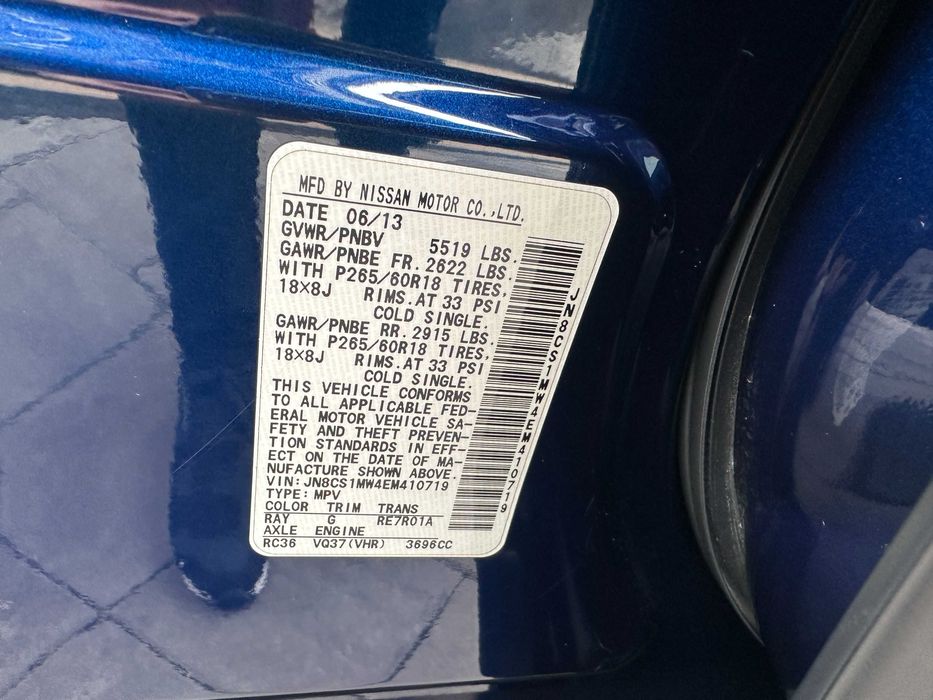 MFD BY NISSAN MOTOR CO.,LTD.
DATE 06/13
GVWR/PNBV 5519 LBS.
GAWR/PNBE FR. 2622 LBS.
WITH P265/60R18 TIRES,
18×8J RIMS.AT 33 PSI
COLD SINGLE.
GAWR/PNBE RR. 2915 LBS.
WITH P265/60R18 TIRES,
18×8J RIMS.AT 33 PSI
COLD SINGLE.
THIS VEHICLE CONFORMS
TO ALL APPLICABLE FED-
ERAL MOTOR VEHICLE SA-
FETY AND THEFT PREVEN-
TION STANDARDS IN EFF-
ECT ON THE DATE OF MA-
NUFACTURE SHOWN ABOVE.
VIN:JN8CS1MW4EM410719
TYPE:MPV
COLOR TRIM TRANS
RAY G RE7R01A
AXLE ENGINE
RC36 VQ37(VHR) 3696CC
JN8CS1MW4EM410719